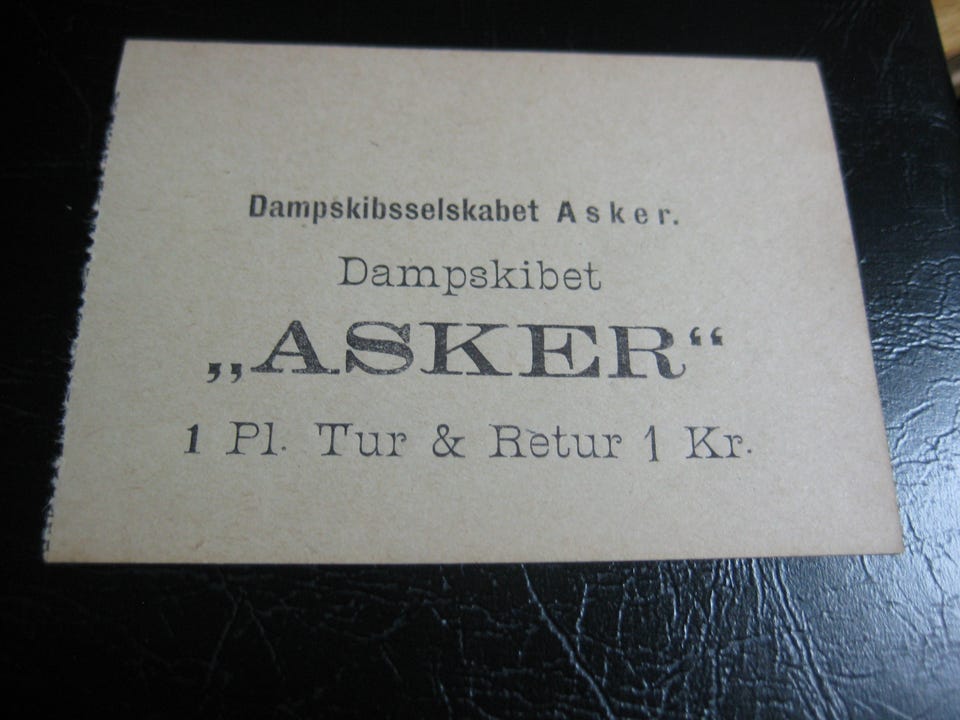 Dampskibsselskabet Asker.
Dampskibet
„ASKER“
1 Pl. Tur & Retur 1 Kr.